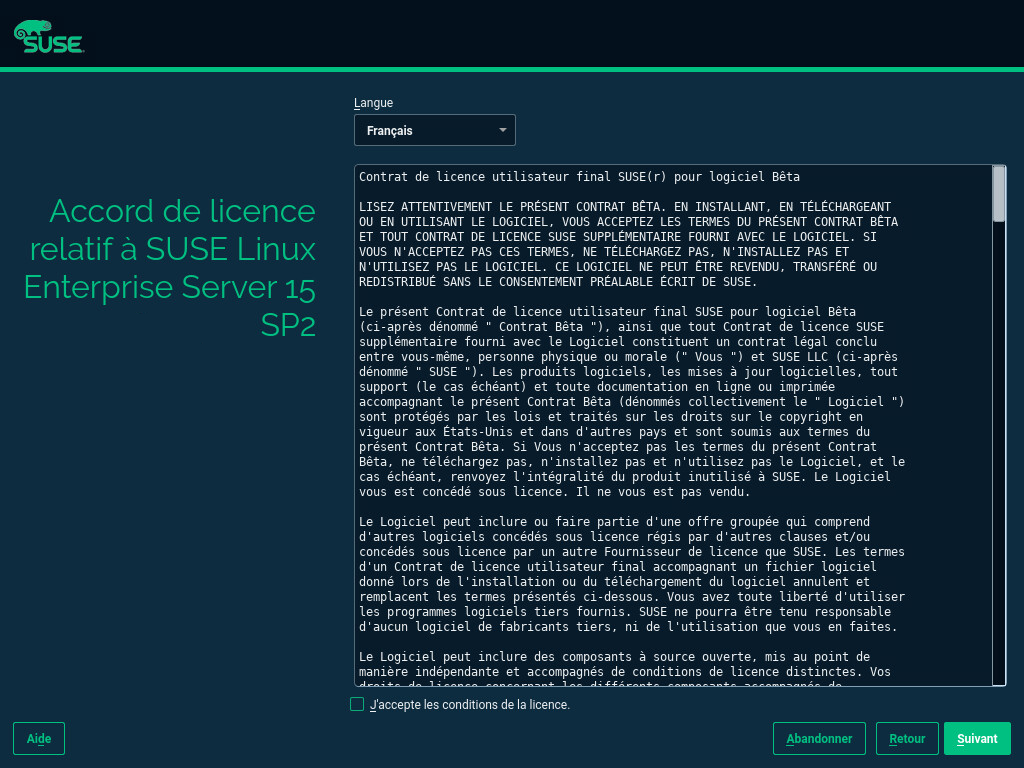 SUSE
Langue
Français
Accord de licence
relatif à SUSE Linux
Enterprise Server 15
SP2
Contrat de licence utilisateur final SUSE(r) pour logiciel Bêta
LISEZ ATTENTIVEMENT LE PRÉSENT CONTRAT BÊTA. EN INSTALLANT, EN TÉLÉCHARGEANT
OU EN UTILISANT LE LOGICIEL, VOUS ACCEPTEZ LES TERMES DU PRÉSENT CONTRAT BÊTA
ET TOUT CONTRAT DE LICENCE SUSE SUPPLÉMENTAIRE FOURNI AVEC LE LOGICIEL. SI
VOUS N'ACCEPTEZ PAS CES TERMES, NE TÉLÉCHARGEZ PAS, N'INSTALLEZ PAS ET
N'UTILISEZ PAS LE LOGICIEL. CE LOGICIEL NE PEUT ÊTRE REVENDU, TRANSFÉRÉ OU
REDISTRIBUÉ SANS LE CONSENTEMENT PRÉALABLE ÉCRIT DE SUSE.
Le présent Contrat de licence utilisateur final SUSE pour logiciel Bêta
(ci-après dénommé " Contrat Bêta "), ainsi que tout Contrat de licence SUSE
supplémentaire fourni avec le Logiciel constituent un contrat légal conclu
entre vous-même, personne physique ou morale (" Vous ") et SUSE LLC (ci-après
dénommé " SUSE "). Les produits logiciels, les mises à jour logicielles, tout
support (le cas échéant) et toute documentation en ligne ou imprimée
accompagnant le présent Contrat Bêta (dénommés collectivement le " Logiciel ")
sont protégés par les lois et traités sur les droits sur le copyright en
vigueur aux États-Unis et dans d'autres pays et sont soumis aux termes du
présent Contrat Bêta. Si Vous n'acceptez pas les termes du présent Contrat
Bêta, ne téléchargez pas, n'installez pas et n'utilisez pas le Logiciel, et le
cas échéant, renvoyez l'intégralité du produit inutilisé à SUSE. Le Logiciel
vous est concédé sous licence. Il ne vous est pas vendu.
Le Logiciel peut inclure ou faire partie d'une offre groupée qui comprend
d'autres logiciels concédés sous licence régis par d'autres clauses et/ou
concédés sous licence par un autre Fournisseur de licence que SUSE. Les termes
d'un Contrat de licence utilisateur final accompagnant un fichier logiciel
donné lors de l'installation ou du téléchargement du logiciel annulent et
remplacent les termes présentés ci-dessous. Vous avez toute liberté d'utiliser
les programmes logiciels tiers fournis. SUSE ne pourra être tenu responsable
d'aucun logiciel de fabricants tiers, ni de l'utilisation que vous en faites.
Le Logiciel peut inclure des composants à source ouverte, mis au point de
manière indépendante et accompagnés de conditions de licence distinctes. Vos
droits de licence concernant les différents composants accompagnés de
J'accepte les conditions de la licence.
Aide
Abandonner
Retour
Suivant